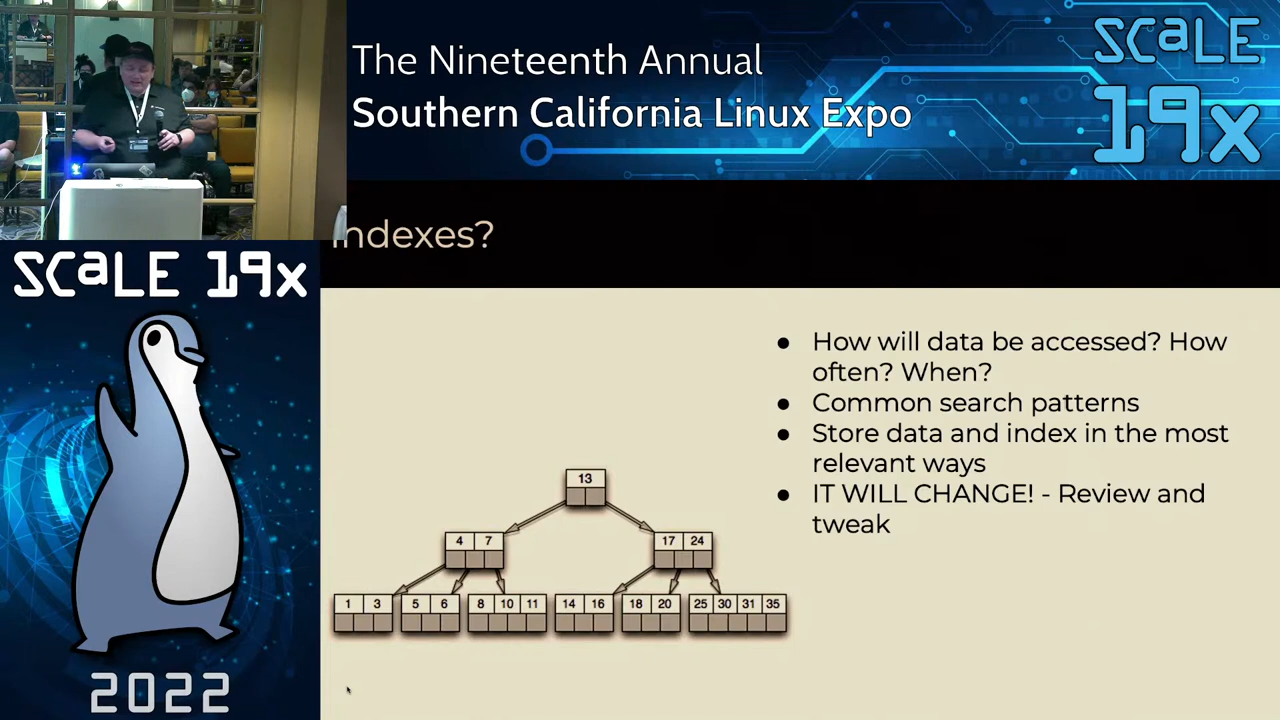 The Nineteenth Annual
Southern California Linux Expo
SCaLE
19x
Indexes?
SCaLE 19x
2022
● How will data be accessed? How
often? When?
● Common search patterns
● Store data and index in the most
relevant ways
● IT WILL CHANGE! - Review and
tweak
13
4 7
17 24
1 3
5 6
8 10 11
14 16
18 20
25 30 31 35